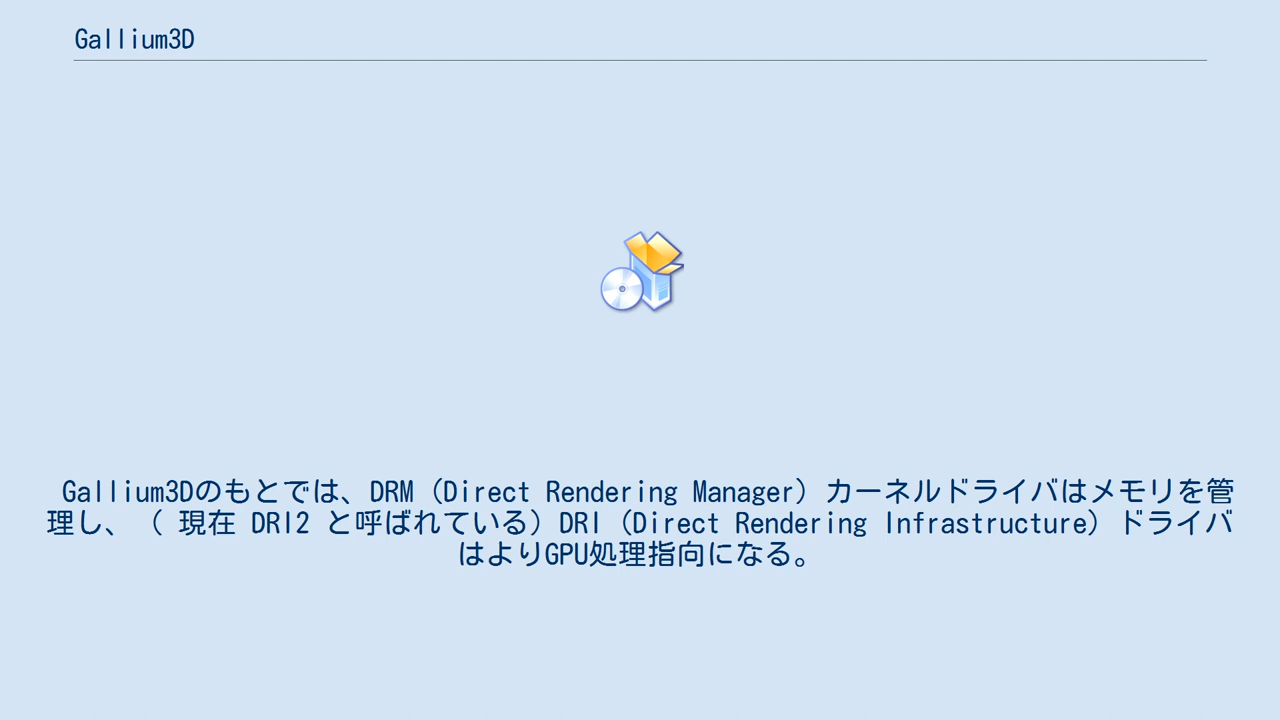 Gallium3D
Gallium3Dのもとでは、DRM（Direct Rendering Manager）カーネルドライバはメモリを管
理し、（ 現在 DRI2 と呼ばれている）DRI（Direct Rendering Infrastructure）ドライバ
はよりGPU処理指向になる。